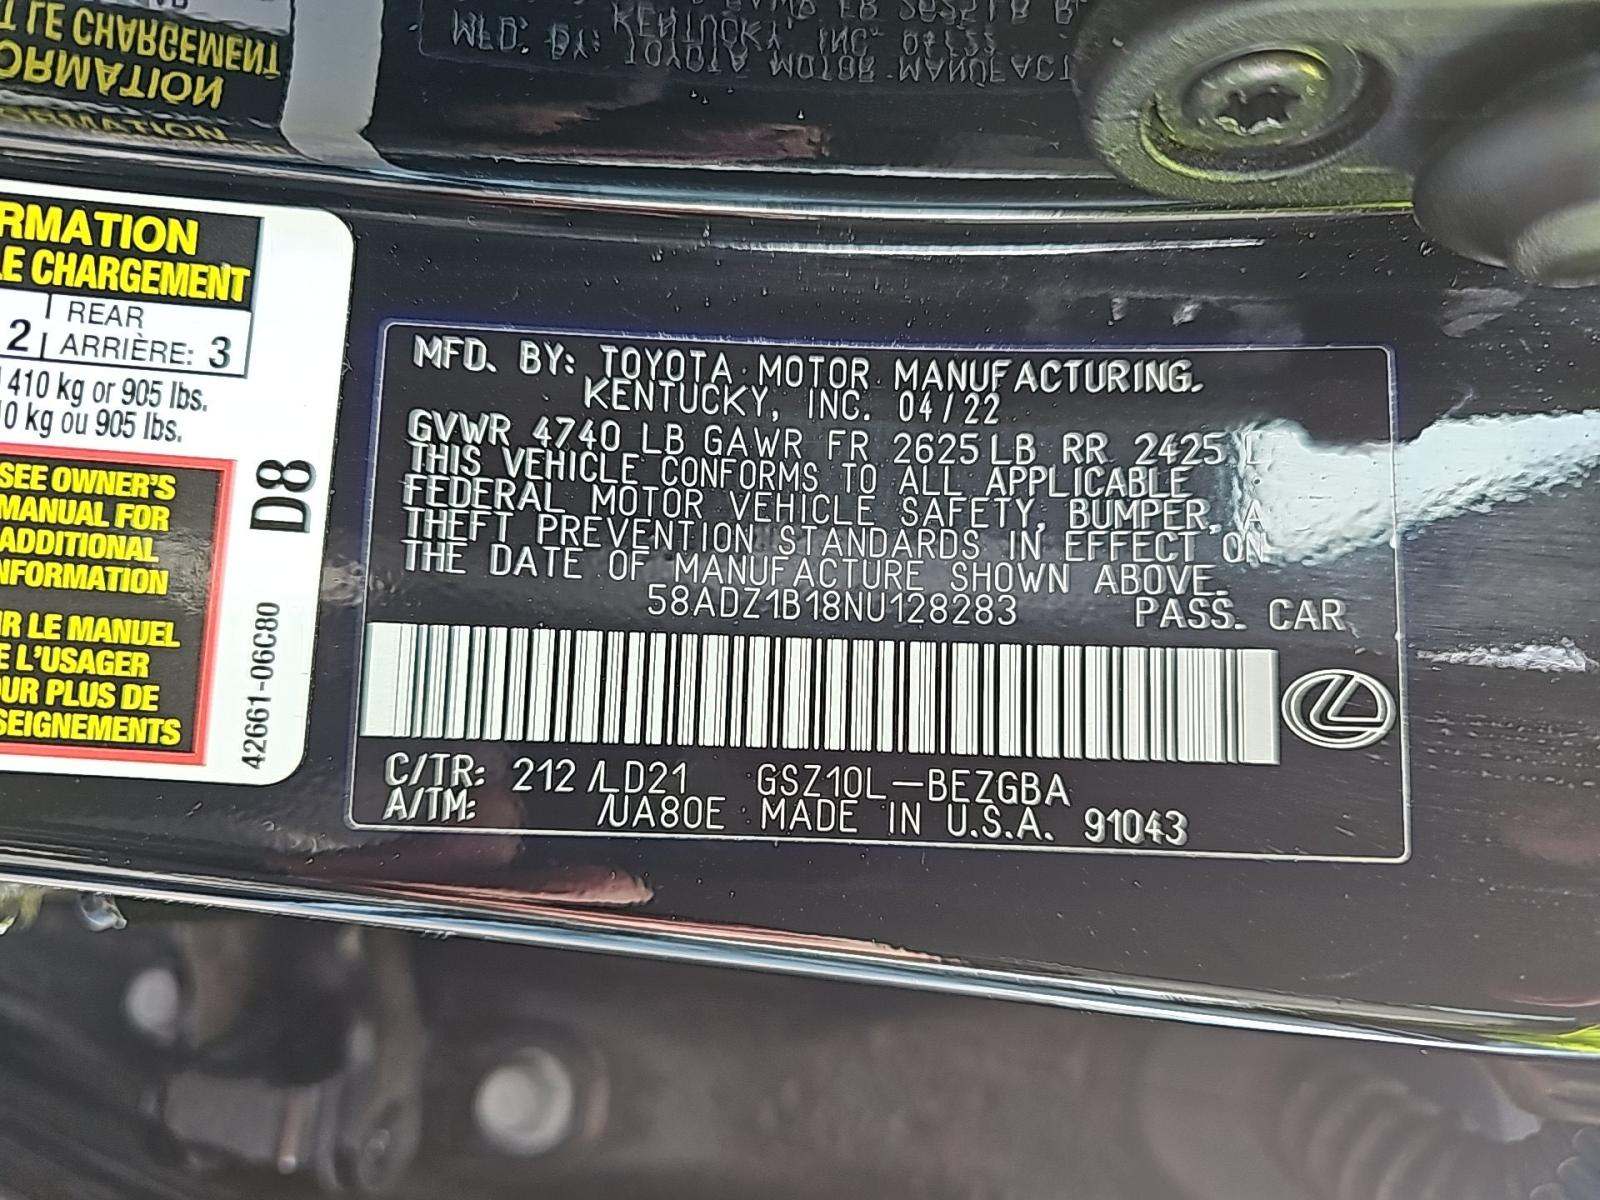 T LE CHARGEMENT
ORMATION
MFD. BY: TOYOTA MOTOR MANUFACT
KENTUCKY, INC. 04/22
RMATION
LE CHARGEMENT
2 REAR
ARRIÈRE: 3
410 kg or 905 lbs.
0 kg ou 905 lbs.
SEE OWNER'S
MANUAL FOR
ADDITIONAL
NFORMATION
R LE MANUEL
E L'USAGER
UR PLUS DE
SEIGNEMENTS
D8
42661-06C80
MFD. BY: TOYOTA MOTOR MANUFACTURING.
KENTUCKY, INC. 04/22
GVWR 4740 LB GAWR FR 2625 LB RR 2425 L
THIS VEHICLE CONFORMS TO ALL APPLICABLE
FEDERAL MOTOR VEHICLE SAFETY, BUMPER, A
THEFT PREVENTION STANDARDS IN EFFECT ON
THE DATE OF MANUFACTURE SHOWN ABOVE.
58ADZ1B18NU128283 PASS. CAR
C/TR: 212 /LD21 GSZ10L-BEZGBA
A/TM: /UA80E MADE IN U.S.A. 91043